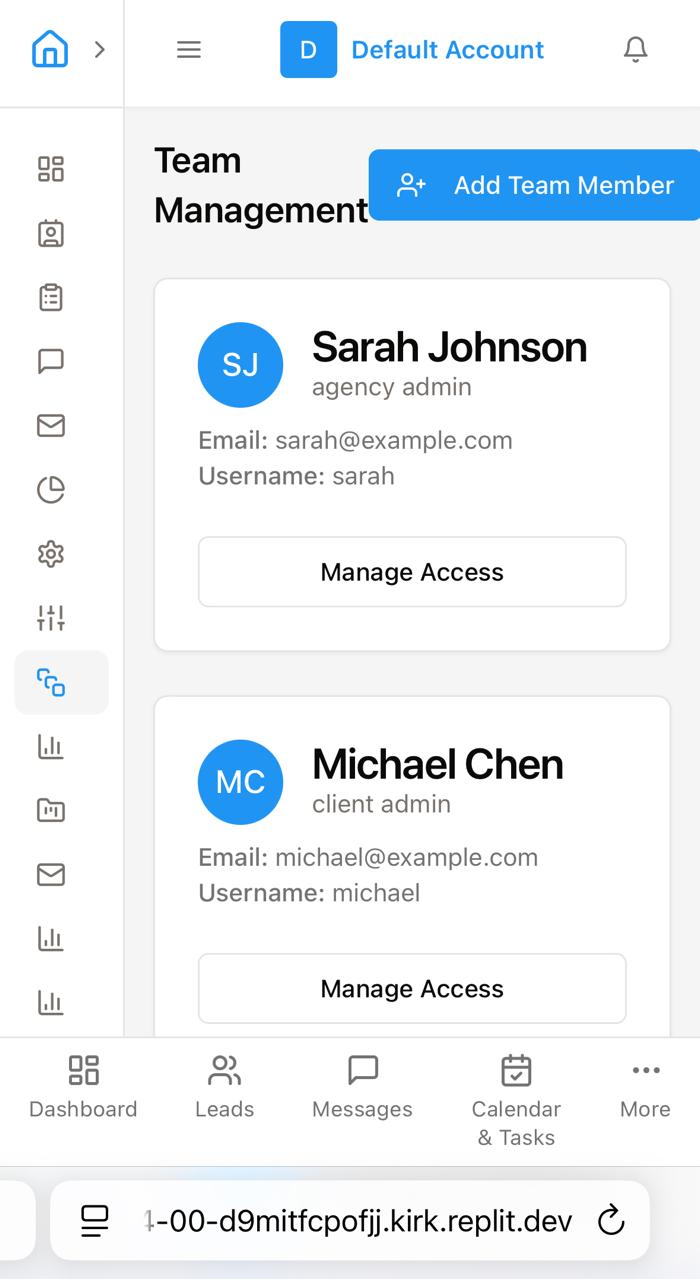 D Default Account
Team
Management
Add Team Member
SJ
Sarah Johnson
agency admin
Email: sarah@example.com
Username: sarah
Manage Access
MC
Michael Chen
client admin
Email: michael@example.com
Username: michael
Manage Access
Dashboard
Leads
Messages
Calendar
& Tasks
More
-00-d9mitfcpofjj.kirk.replit.dev